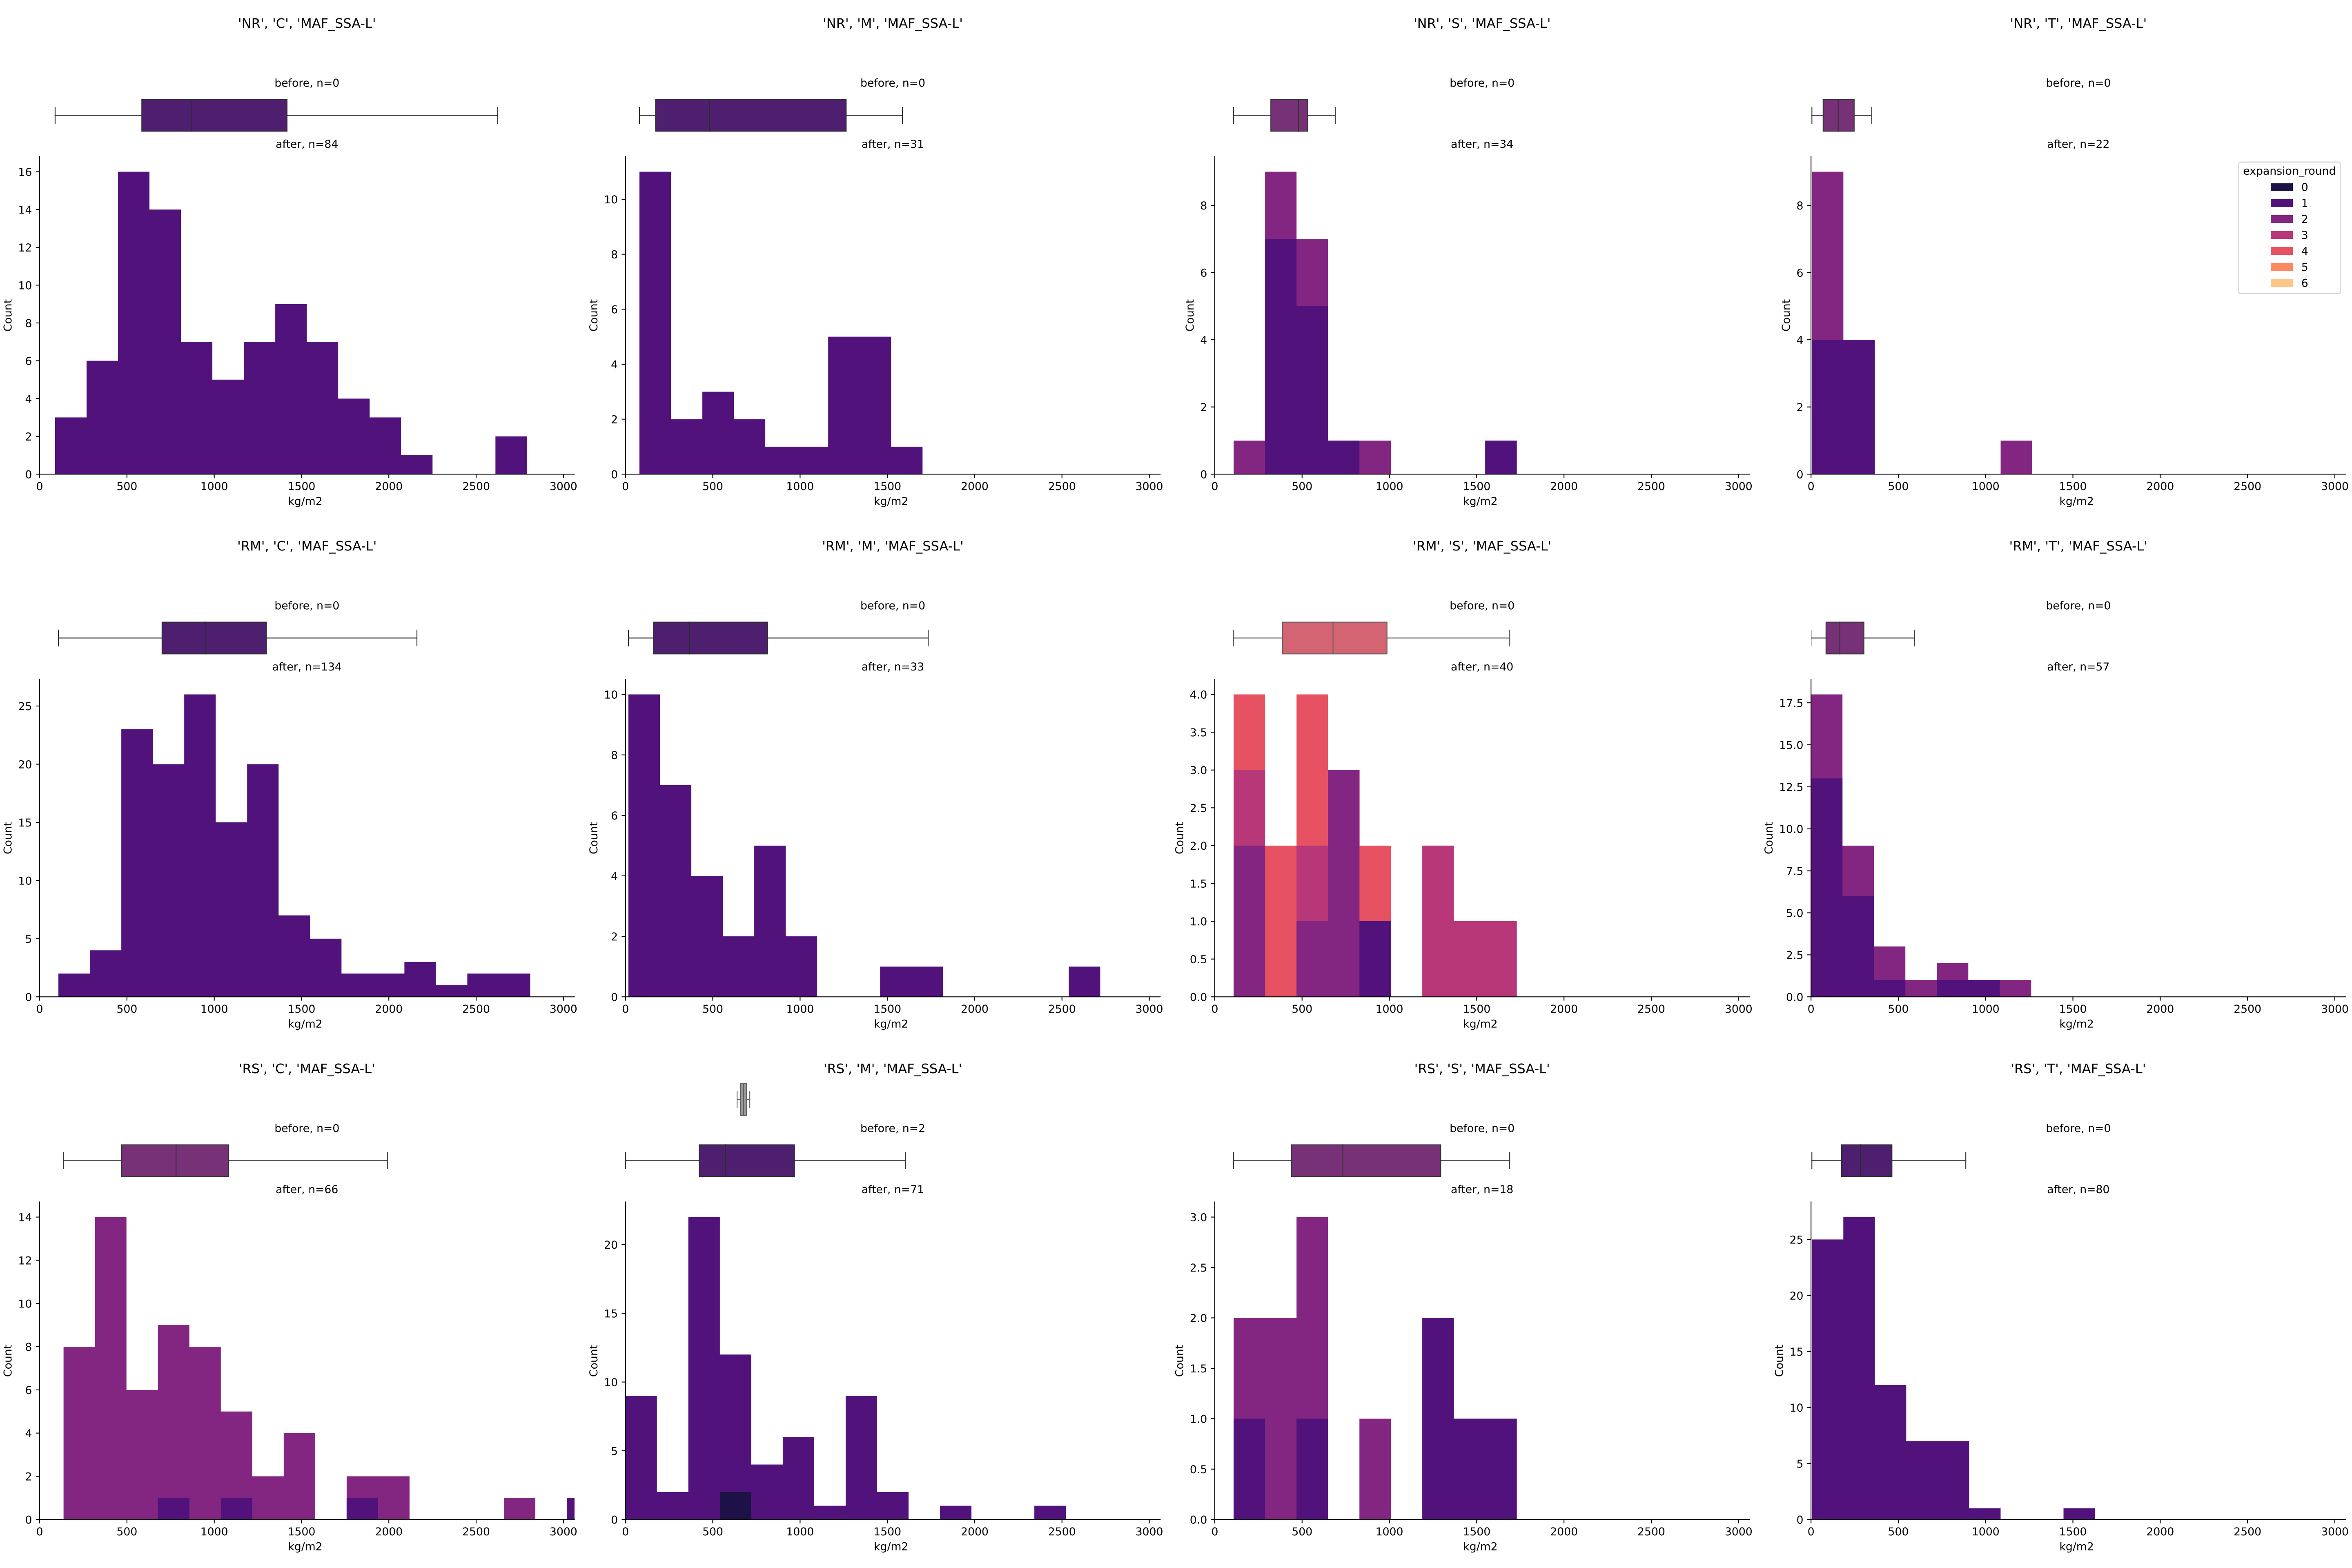 'NR', 'C', 'MAF_SSA-L'
before, n=0
after, n=84
Count
16
14
12
10
8
6
4
2
0
0 500 1000 1500 2000 2500 3000
kg/m2
'NR', 'M', 'MAF_SSA-L'
before, n=0
after, n=31
Count
10
8
6
4
2
0
0 500 1000 1500 2000 2500 3000
kg/m2
'NR', 'S', 'MAF_SSA-L'
before, n=0
after, n=34
Count
8
6
4
2
0
0 500 1000 1500 2000 2500 3000
kg/m2
'NR', 'T', 'MAF_SSA-L'
before, n=0
after, n=22
expansion_round
0
1
2
3
4
5
6
Count
8
6
4
2
0
0 500 1000 1500 2000 2500 3000
kg/m2
'RM', 'C', 'MAF_SSA-L'
before, n=0
after, n=134
Count
25
20
15
10
5
0
0 500 1000 1500 2000 2500 3000
kg/m2
'RM', 'M', 'MAF_SSA-L'
before, n=0
after, n=33
Count
10
8
6
4
2
0
0 500 1000 1500 2000 2500 3000
kg/m2
'RM', 'S', 'MAF_SSA-L'
before, n=0
after, n=40
Count
4.0
3.5
3.0
2.5
2.0
1.5
1.0
0.5
0.0
0 500 1000 1500 2000 2500 3000
kg/m2
'RM', 'T', 'MAF_SSA-L'
before, n=0
after, n=57
Count
17.5
15.0
12.5
10.0
7.5
5.0
2.5
0.0
0 500 1000 1500 2000 2500 3000
kg/m2
'RS', 'C', 'MAF_SSA-L'
before, n=0
after, n=66
Count
14
12
10
8
6
4
2
0
0 500 1000 1500 2000 2500 3000
kg/m2
'RS', 'M', 'MAF_SSA-L'
before, n=2
after, n=71
Count
20
15
10
5
0
0 500 1000 1500 2000 2500 3000
kg/m2
'RS', 'S', 'MAF_SSA-L'
before, n=0
after, n=18
Count
3.0
2.5
2.0
1.5
1.0
0.5
0.0
0 500 1000 1500 2000 2500 3000
kg/m2
'RS', 'T', 'MAF_SSA-L'
before, n=0
after, n=80
Count
25
20
15
10
5
0
0 500 1000 1500 2000 2500 3000
kg/m2